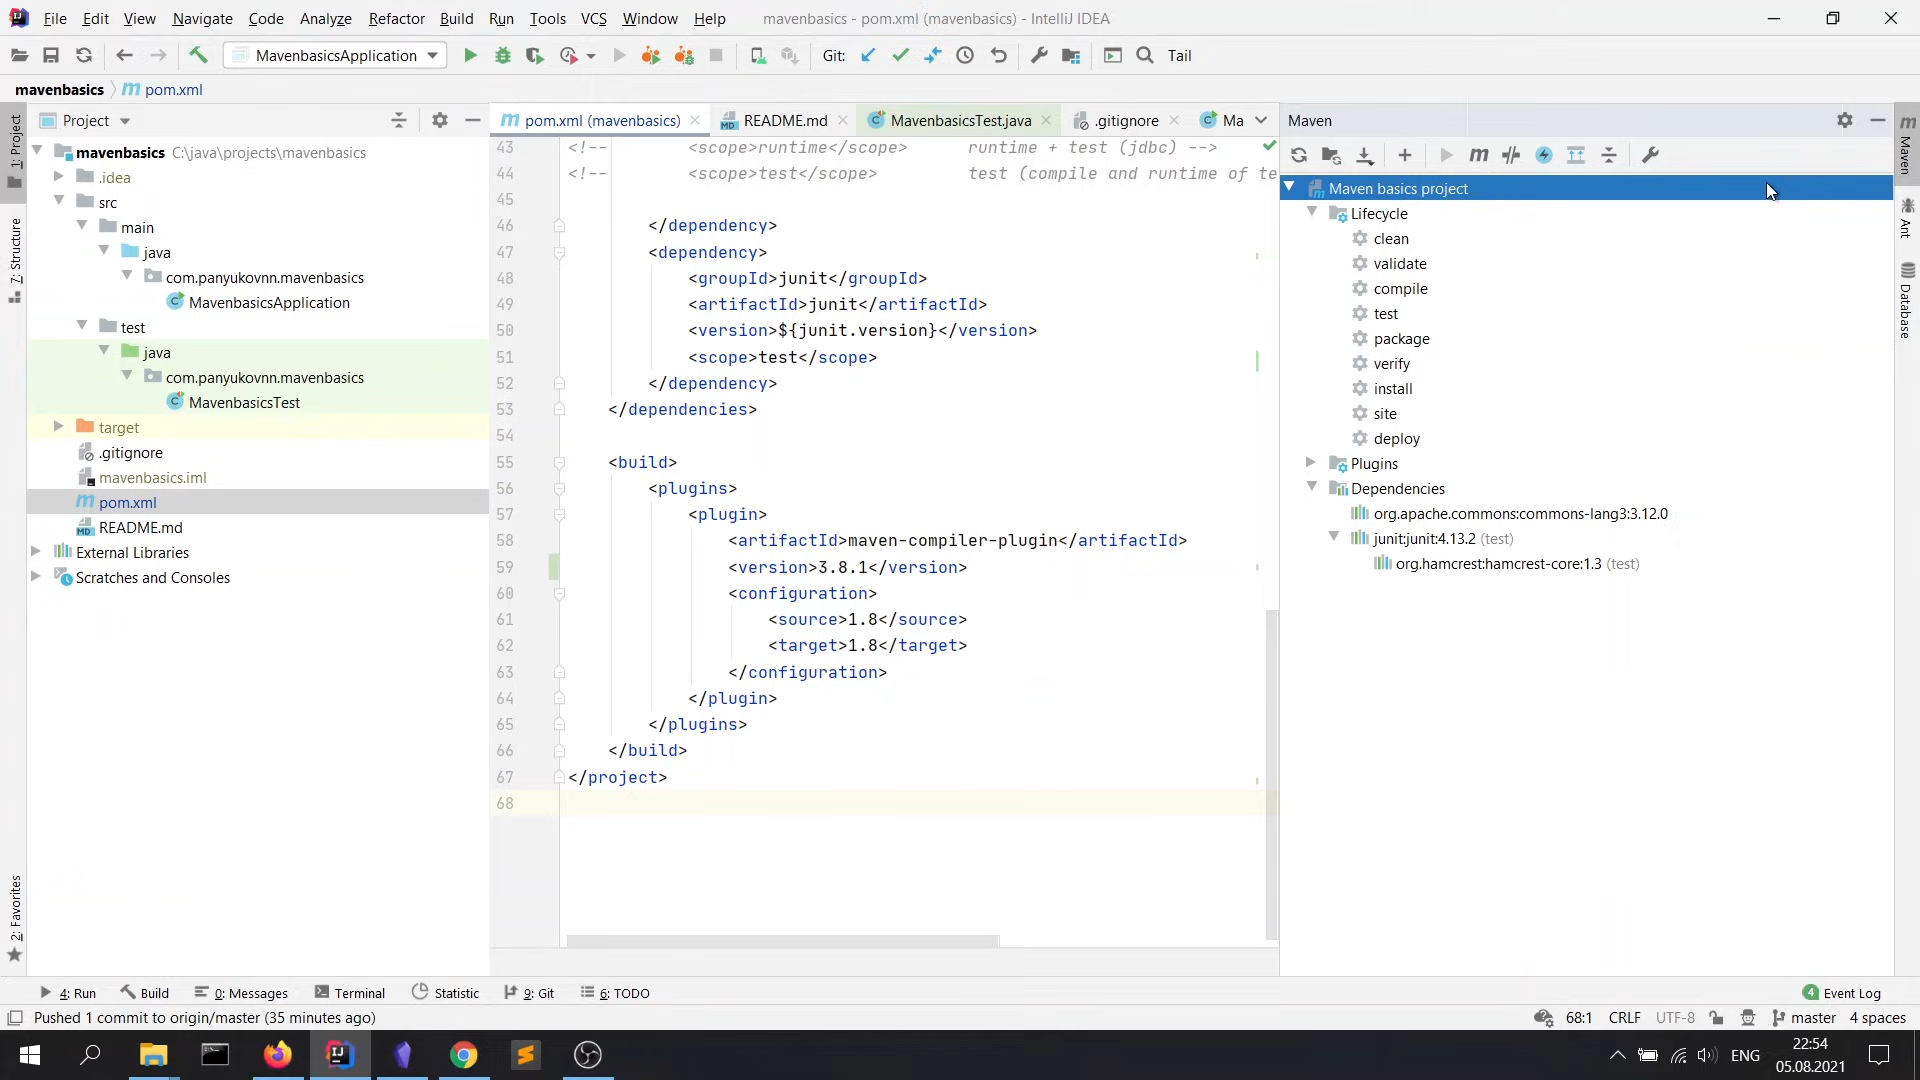 File Edit View Navigate Code Analyze Refactor Build Run Tools VCS Window Help mavenbasics - pom.xml (mavenbasics) - IntelliJ IDEA
MavenbasicsApplication Git: Tail
mavenbasics pom.xml
1: Project
7: Structure
2: Favorites
Project
mavenbasics C:\java\projects\mavenbasics
.idea
src
main
java
com.panyukovnn.mavenbasics
MavenbasicsApplication
test
java
com.panyukovnn.mavenbasics
MavenbasicsTest
target
.gitignore
mavenbasics.iml
pom.xml
README.md
External Libraries
Scratches and Consoles
pom.xml (mavenbasics) README.md MavenbasicsTest.java .gitignore Ma
43 <!-- <scope>runtime</scope> runtime + test (jdbc) -->
44 <!-- <scope>test</scope> test (compile and runtime of te
45
46 </dependency>
47 <dependency>
48 <groupId>junit</groupId>
49 <artifactId>junit</artifactId>
50 <version>${junit.version}</version>
51 <scope>test</scope>
52 </dependency>
53 </dependencies>
54
55 <build>
56 <plugins>
57 <plugin>
58 <artifactId>maven-compiler-plugin</artifactId>
59 <version>3.8.1</version>
60 <configuration>
61 <source>1.8</source>
62 <target>1.8</target>
63 </configuration>
64 </plugin>
65 </plugins>
66 </build>
67 </project>
68
Maven
Maven basics project
Lifecycle
clean
validate
compile
test
package
verify
install
site
deploy
Plugins
Dependencies
org.apache.commons:commons-lang3:3.12.0
junit:junit:4.13.2 (test)
org.hamcrest:hamcrest-core:1.3 (test)
Maven
Ant
Database
4: Run Build 0: Messages Terminal Statistic 9: Git 6: TODO 4 Event Log
Pushed 1 commit to origin/master (35 minutes ago) 68:1 CRLF UTF-8 master 4 spaces
ENG 22:54
05.08.2021